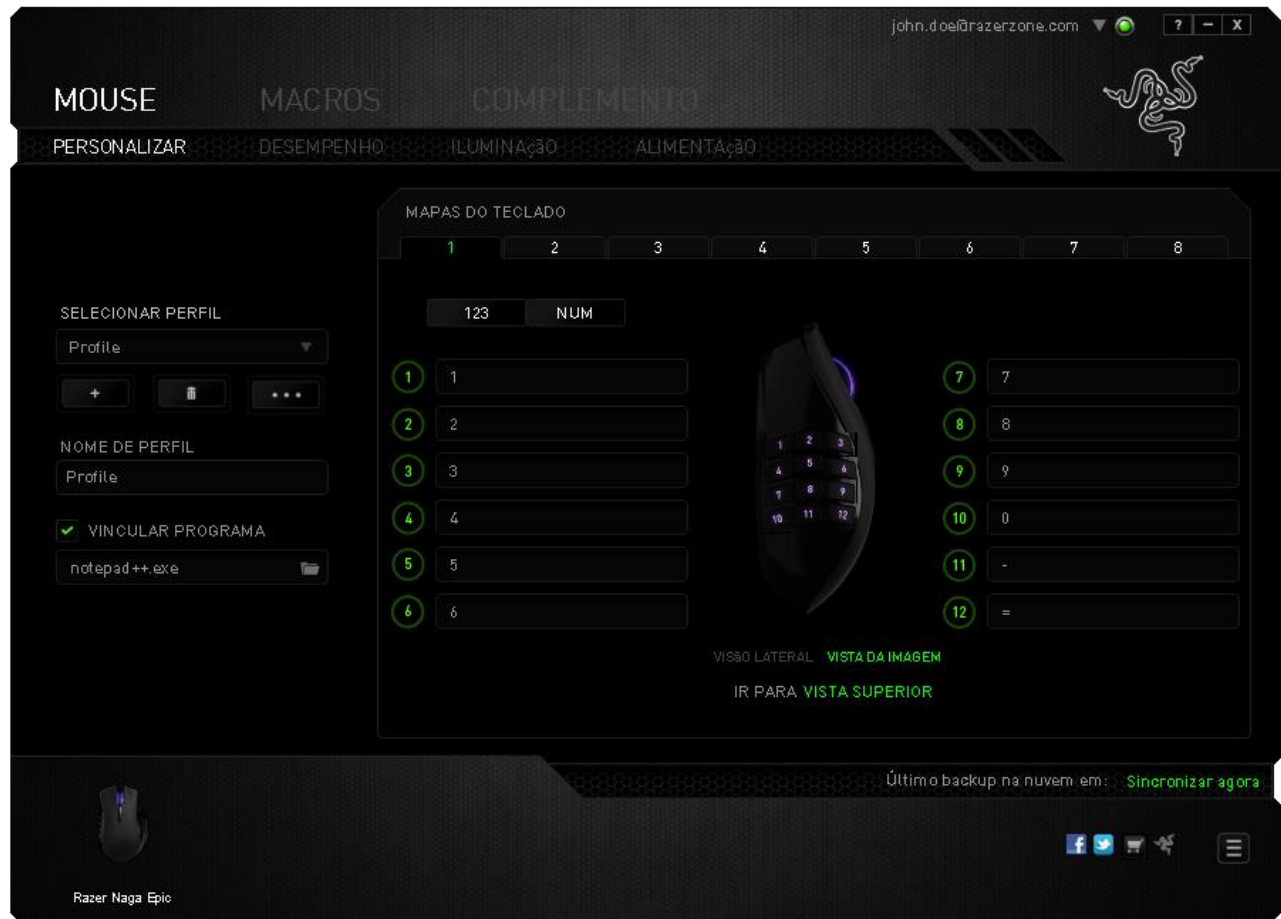 john.doe@razerzone.com
? – X
MOUSE MACROS COMPLEMENTO
PERSONALIZAR DESEMPENHO ILUMINAção ALIMENTAção
MAPAS DO TECLADO
1 2 3 4 5 6 7 8
SELECIONAR PERFIL
Profile
+ •••
NOME DE PERFIL
Profile
VINCULAR PROGRAMA
notepad++.exe
123 NUM
1 1
2 2
3 3
4 4
5 5
6 6
1 2 3
4 5 6
7 8 9
10 11 12
7 7
8 8
9 9
10 0
11 -
12 =
VISãO LATERAL VISTA DA IMAGEM
IR PARA VISTA SUPERIOR
Último backup na nuvem em: Sincronizar agora
f
Razer Naga Epic